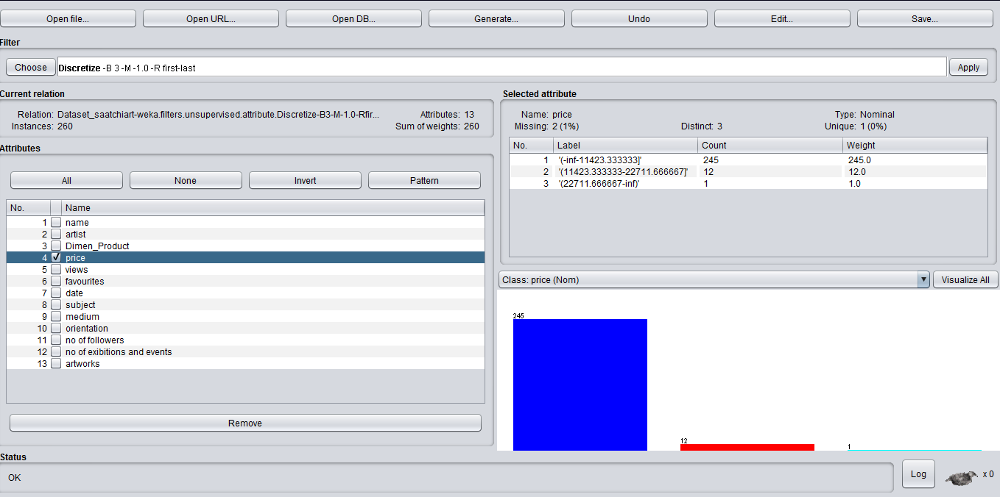 Open file... Open URL... Open DB... Generate... Undo Edit... Save...
Filter
Choose Discretize -B 3 -M -1.0 -R first-last Apply
Current relation
Relation: Dataset_saatchiart-weka.filters.unsupervised.attribute.Discretize-B3-M-1.0-Rfir... Attributes: 13
Instances: 260 Sum of weights: 260
Attributes
All None Invert Pattern
No. Name
1 name
2 artist
3 Dimen_Product
4 price
5 views
6 favourites
7 date
8 subject
9 medium
10 orientation
11 no of followers
12 no of exibitions and events
13 artworks
Remove
Selected attribute
Name: price Type: Nominal
Missing: 2 (1%) Distinct: 3 Unique: 1 (0%)
No. Label Count Weight
1 '(-inf-11423.333333]' 245 245.0
2 '(11423.333333-22711.666667]' 12 12.0
3 '(22711.666667-inf)' 1 1.0
Class: price (Nom) Visualize All
245
12
1
Status
OK
Log x 0